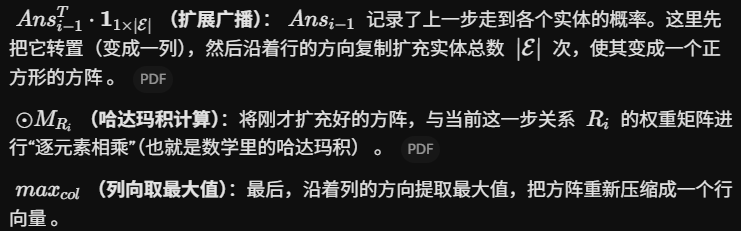 $Ans_{i-1}^{T} \cdot \mathbf{1}_{1 \times |\mathcal{E}|}$（扩展广播）： $Ans_{i-1}$ 记录了上一步走到各个实体的概率。这里先
把它转置（变成一列），然后沿着行的方向复制扩充实体总数 $|\mathcal{E}|$ 次，使其变成一个正
方形的方阵 。 PDF
$\odot M_{R_i}$（哈达玛积计算）：将刚才扩充好的方阵，与当前这一步关系 $R_i$ 的权重矩阵进
行“逐元素相乘”（也就是数学里的哈达玛积） 。 PDF
$max_{col}$（列向取最大值）：最后，沿着列的方向提取最大值，把方阵重新压缩成一个行
向量 。